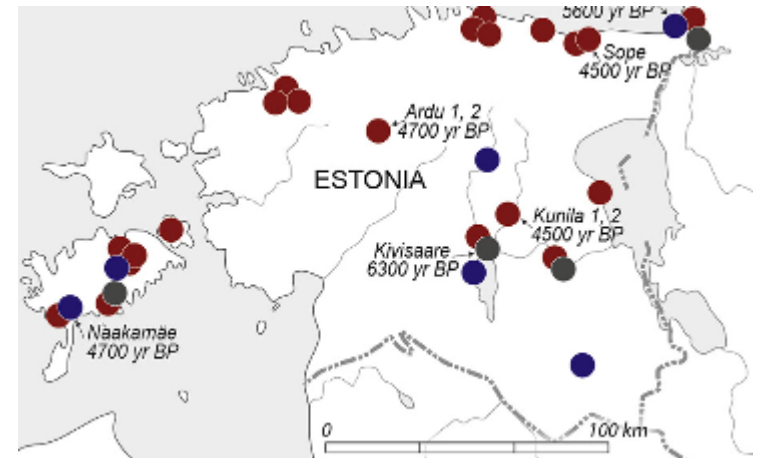 5600 yr BP
Sope
4500 yr BP
Ardu 1, 2
4700 yr BP
ESTONIA
Kunila 1, 2
4500 yr BP
Kivisaare
6300 yr BP
Naakamäe
4700 yr BP
0 100 km